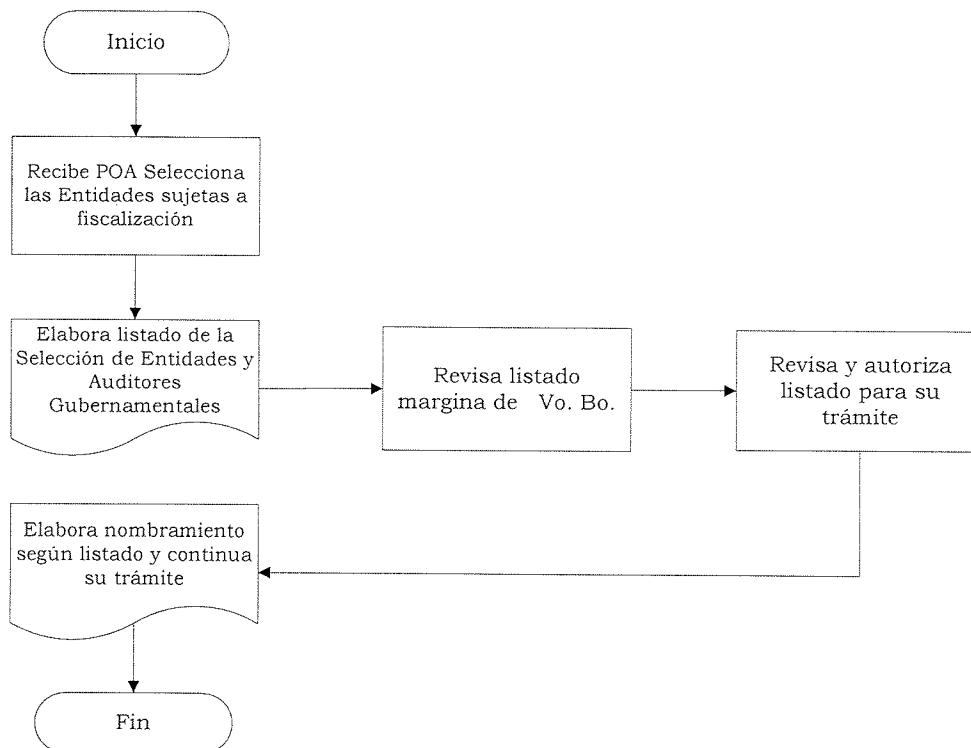 Inicio
Recibe POA Selecciona
las Entidades sujetas a
fiscalización
Elabora listado de la
Selección de Entidades y
Auditores
Gubernamentales
Revisa listado
margina de Vo. Bo.
Revisa y autoriza
listado para su
trámite
Elabora nombramiento
según listado y continua
su trámite
Fin